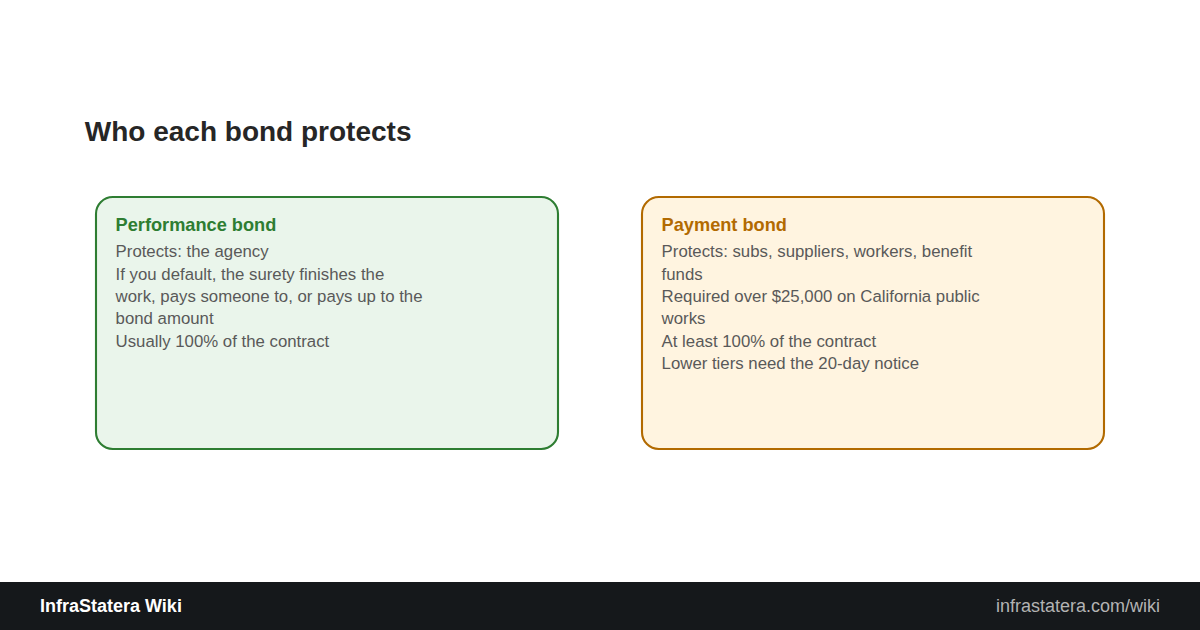 Who each bond protects
Performance bond
Protects: the agency
If you default, the surety finishes the
work, pays someone to, or pays up to the
bond amount
Usually 100% of the contract
Payment bond
Protects: subs, suppliers, workers, benefit
funds
Required over $25,000 on California public
works
At least 100% of the contract
Lower tiers need the 20-day notice
InfraStatera Wiki
infrastatera.com/wiki